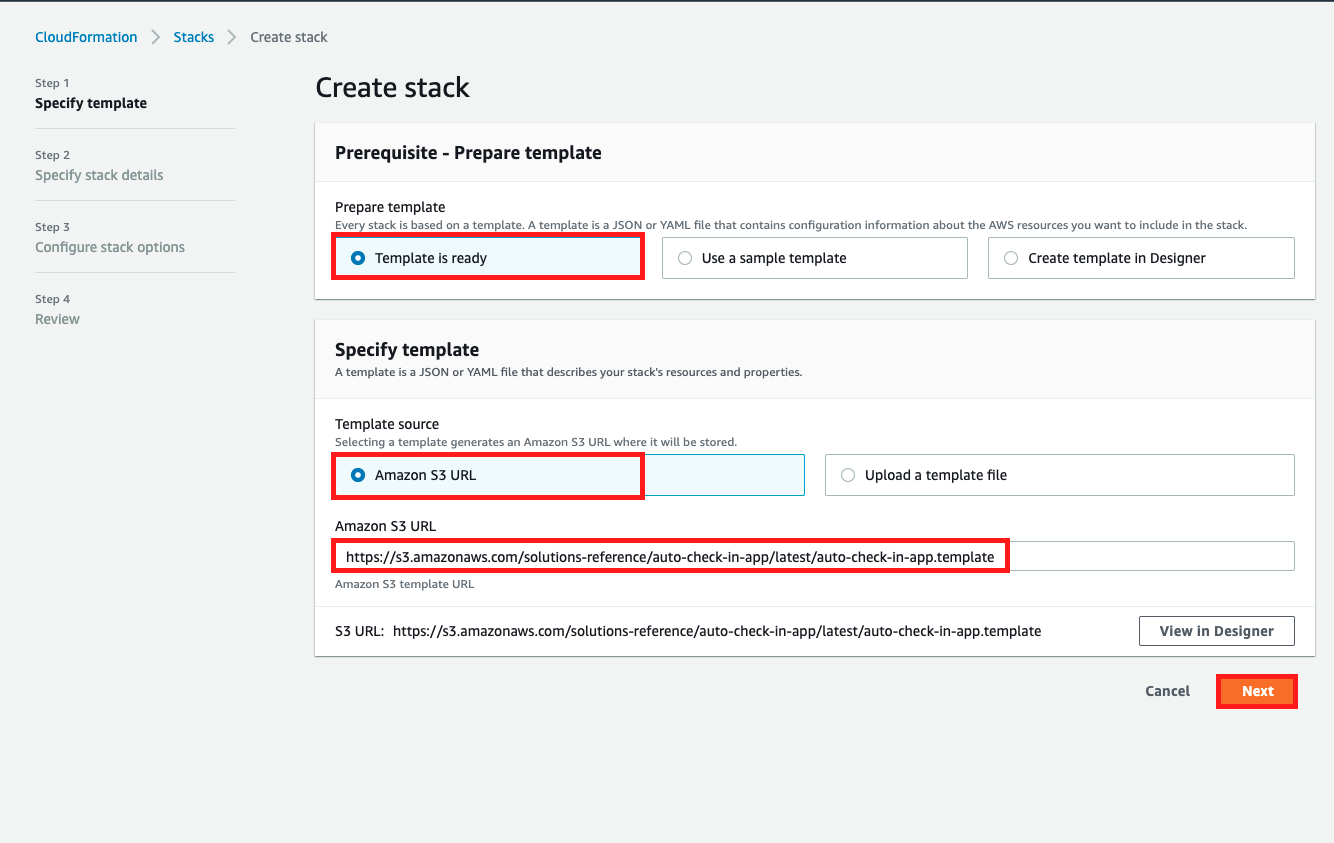 CloudFormation > Stacks > Create stack
Step 1
Specify template
Step 2
Specify stack details
Step 3
Configure stack options
Step 4
Review
Create stack
Prerequisite - Prepare template
Prepare template
Every stack is based on a template. A template is a JSON or YAML file that contains configuration information about the AWS resources you want to include in the stack.
Template is ready
Use a sample template
Create template in Designer
Specify template
A template is a JSON or YAML file that describes your stack's resources and properties.
Template source
Selecting a template generates an Amazon S3 URL where it will be stored.
Amazon S3 URL
Upload a template file
Amazon S3 URL
https://s3.amazonaws.com/solutions-reference/auto-check-in-app/latest/auto-check-in-app.template
Amazon S3 template URL
S3 URL: https://s3.amazonaws.com/solutions-reference/auto-check-in-app/latest/auto-check-in-app.template
View in Designer
Cancel
Next